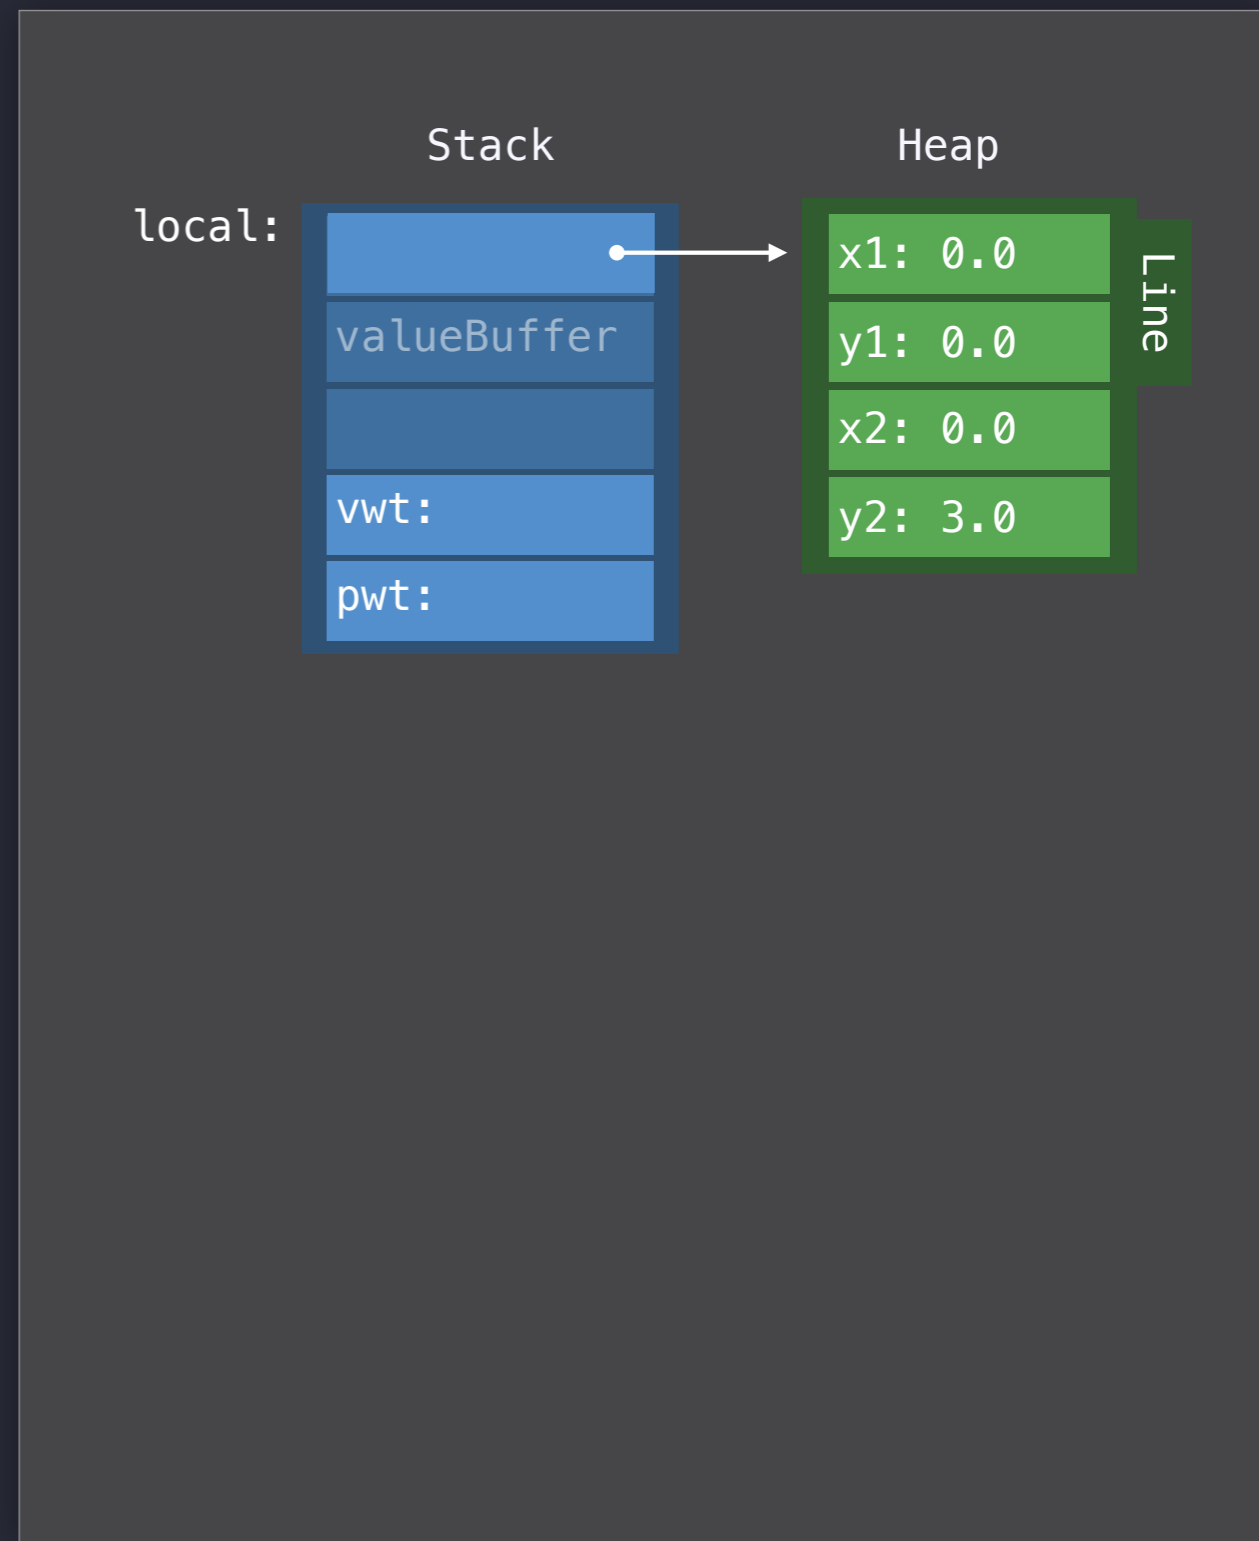 Stack
Heap
local:
valueBuffer
vwt:
pwt:
x1: 0.0
y1: 0.0
x2: 0.0
y2: 3.0
Line